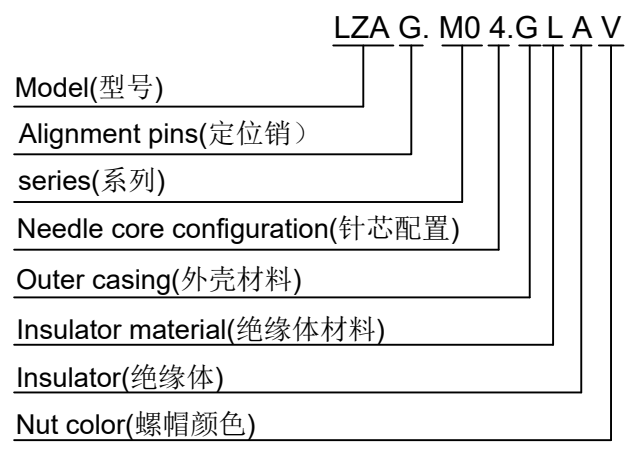 LZA G. M0 4.G L A V
Model(型号)
Alignment pins(定位销）
series(系列)
Needle core configuration(针芯配置)
Outer casing(外壳材料)
Insulator material(绝缘体材料)
Insulator(绝缘体)
Nut color(螺帽颜色)